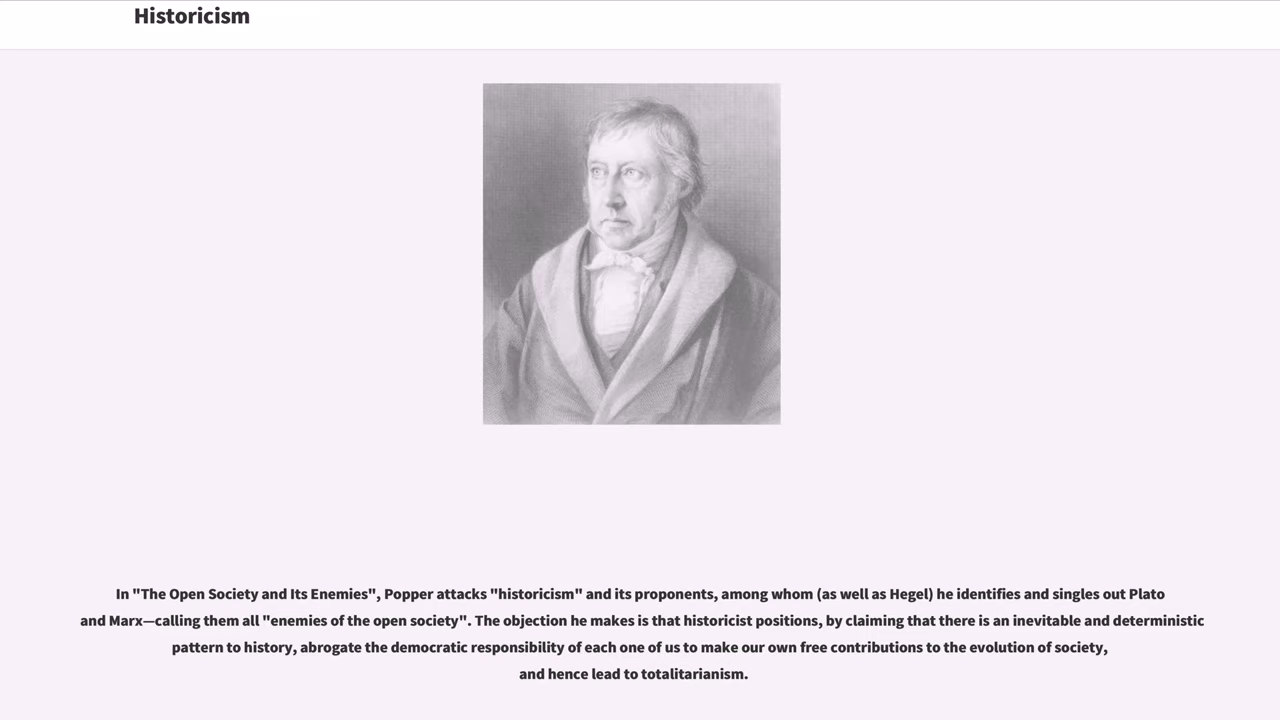 Historicism
In "The Open Society and Its Enemies", Popper attacks "historicism" and its proponents, among whom (as well as Hegel) he identifies and singles out Plato
and Marx—calling them all "enemies of the open society". The objection he makes is that historicist positions, by claiming that there is an inevitable and deterministic
pattern to history, abrogate the democratic responsibility of each one of us to make our own free contributions to the evolution of society,
and hence lead to totalitarianism.